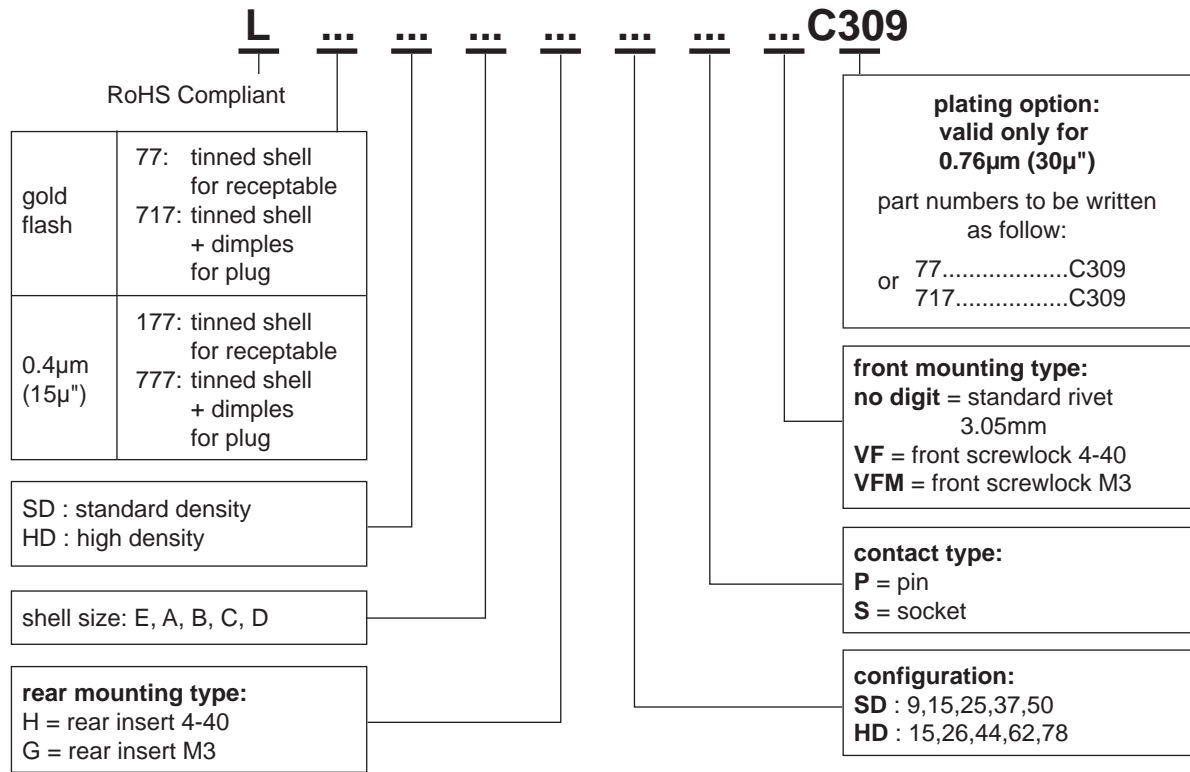 L ... ... ... ... ... ... ...C309
RoHS Compliant
gold
flash
77: tinned shell
for receptable
717: tinned shell
+ dimples
for plug
0.4µm
(15µ")
177: tinned shell
for receptable
777: tinned shell
+ dimples
for plug
SD : standard density
HD : high density
shell size: E, A, B, C, D
rear mounting type:
H = rear insert 4-40
G = rear insert M3
plating option:
valid only for
0.76µm (30µ")
part numbers to be written
as follow:
or
77...................C309
717.................C309
front mounting type:
no digit = standard rivet
3.05mm
VF = front screwlock 4-40
VFM = front screwlock M3
contact type:
P = pin
S = socket
configuration:
SD : 9,15,25,37,50
HD : 15,26,44,62,78